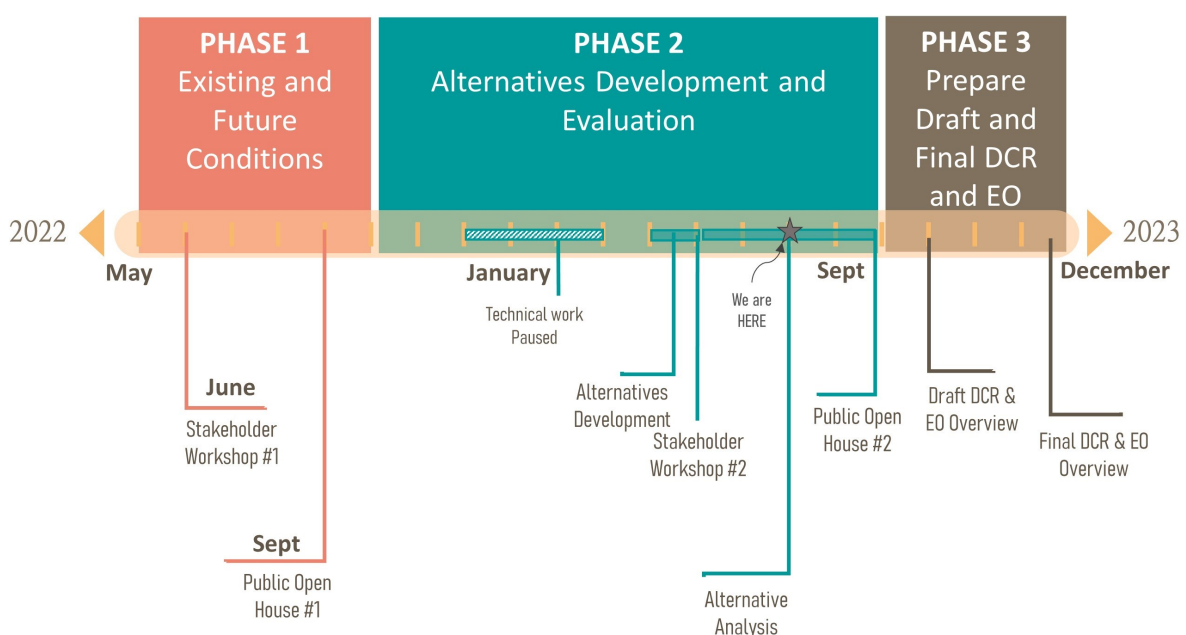 PHASE 1
Existing and
Future
Conditions
PHASE 2
Alternatives Development and
Evaluation
PHASE 3
Prepare
Draft and
Final DCR
and EO
2022
2023
May
January
Sept
December
Technical work
Paused
We are
HERE
June
Stakeholder
Workshop #1
Sept
Public Open
House #1
Alternatives
Development
Stakeholder
Workshop #2
Alternative
Analysis
Public Open
House #2
Draft DCR &
EO Overview
Final DCR & EO
Overview